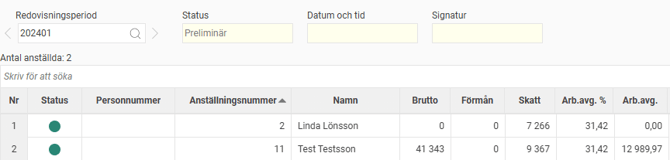 Redovisningsperiod Status Datum och tid Signatur
202401 Preliminär
Antal anställda: 2
Skriv för att söka
Nr Status Personnummer Anställningsnummer Namn Brutto Förmån Skatt Arb.avg. % Arb.avg.
1 2 Linda Lönsson 0 0 7 266 31,42 0,00
2 11 Test Testsson 41 343 0 9 367 31,42 12 989,97